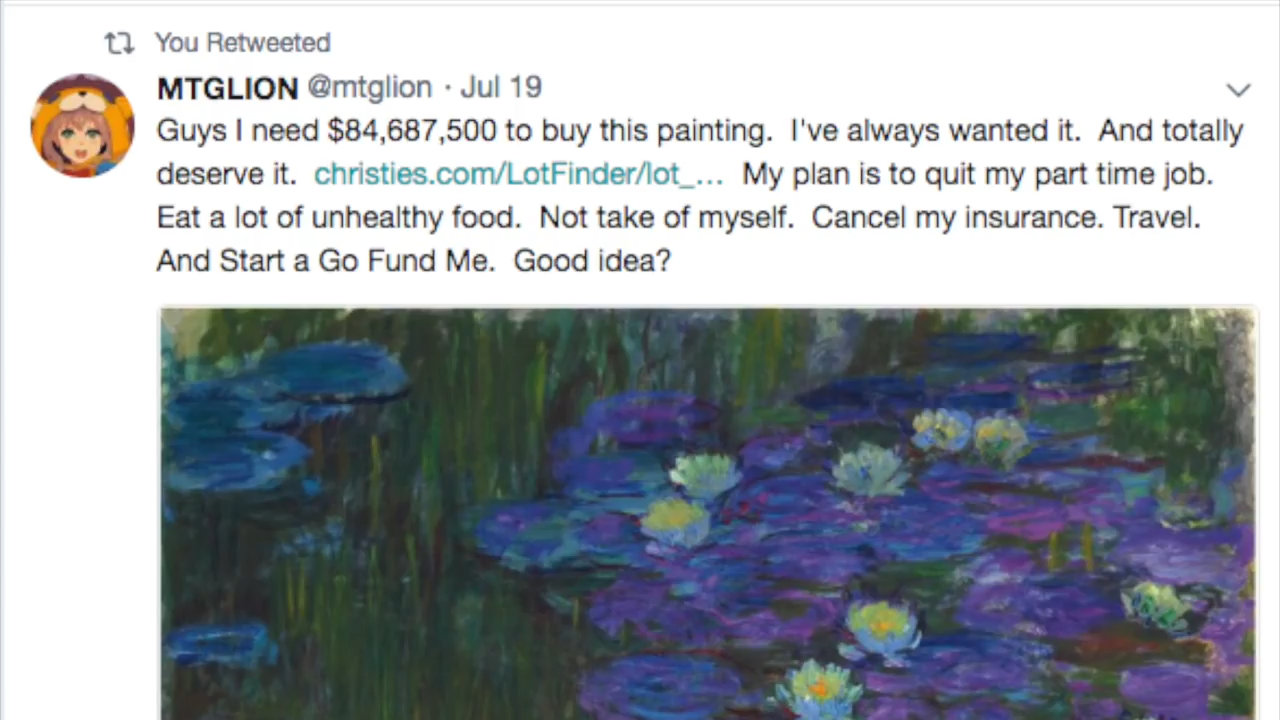 You Retweeted
MTGLION @mtglion · Jul 19
Guys I need $84,687,500 to buy this painting.  I've always wanted it.  And totally
deserve it.  christies.com/LotFinder/lot_...  My plan is to quit my part time job.
Eat a lot of unhealthy food.  Not take of myself.  Cancel my insurance. Travel.
And Start a Go Fund Me.  Good idea?